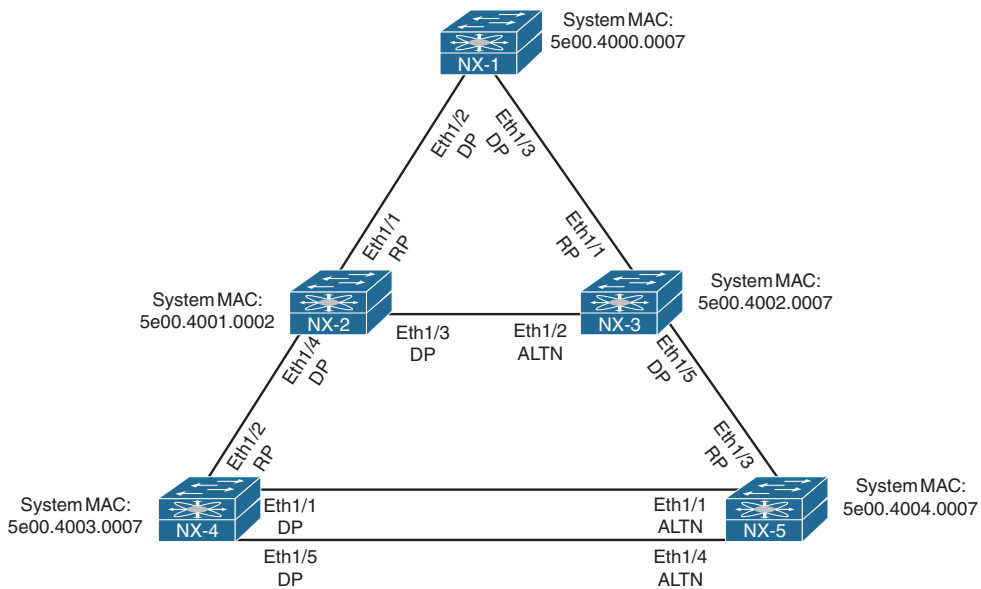 System MAC:
5e00.4000.0007
NX-1
Eth1/2
DP
Eth1/3
DP
Eth1/1
RP
Eth1/1
RP
System MAC:
5e00.4001.0002
NX-2
Eth1/3
DP
Eth1/2
ALTN
NX-3
System MAC:
5e00.4002.0007
Eth1/4
DP
Eth1/5
DP
Eth1/2
RP
Eth1/3
RP
System MAC:
5e00.4003.0007
NX-4
Eth1/1
DP
Eth1/1
ALTN
NX-5
System MAC:
5e00.4004.0007
Eth1/5
DP
Eth1/4
ALTN